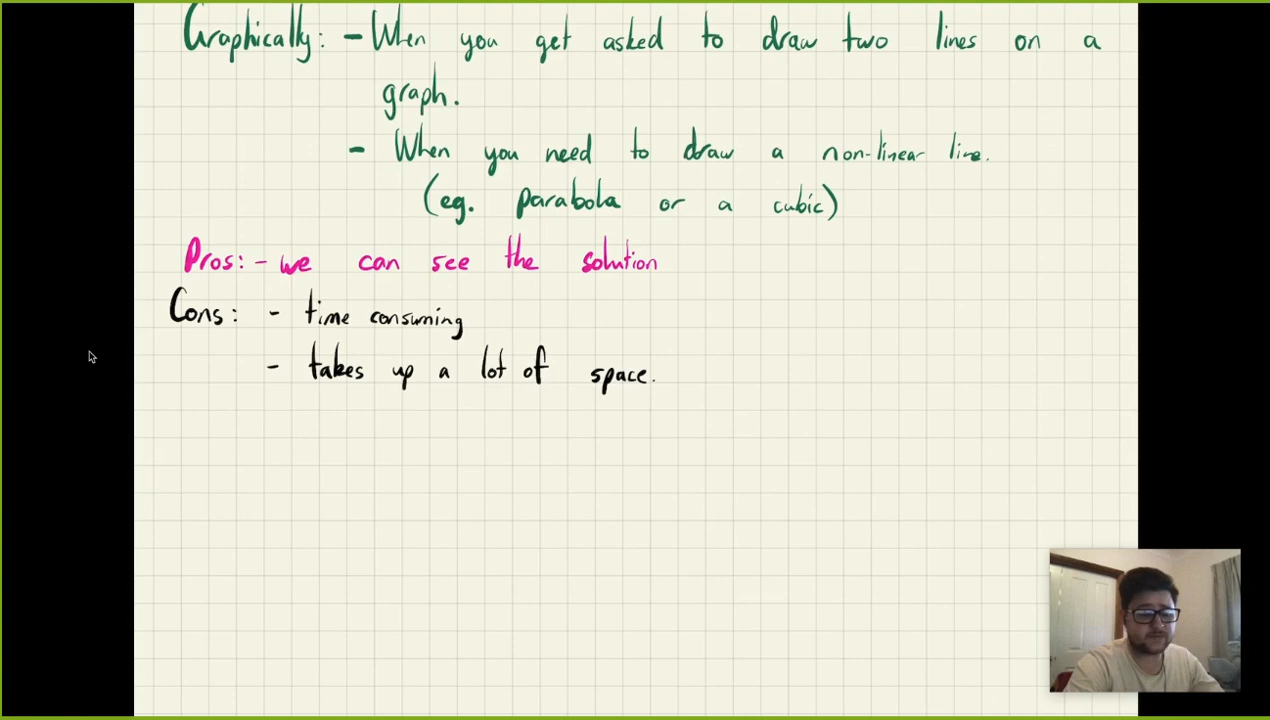 Graphically: - When you get asked to draw two lines on a
graph.
- When you need to draw a non-linear line.
(eg. parabola or a cubic)
Pros: - we can see the solution
Cons: - time consuming
- takes up a lot of space.